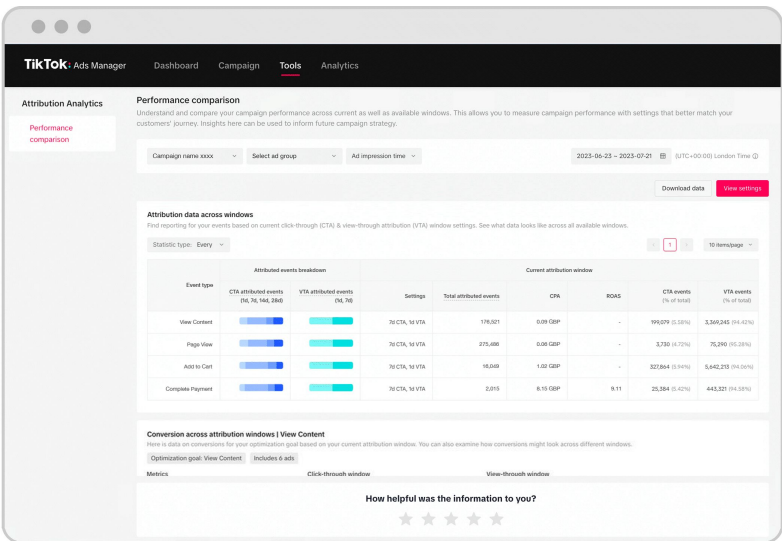 TikTok: Ads Manager
Dashboard
Campaign
Tools
Analytics
Attribution Analytics
Performance comparison
Performance comparison
Understand and compare your campaign performance across current as well as available windows. This allows you to measure campaign performance with settings that better match your
customers' journey. Insights here can be used to inform future campaign strategy.
Campaign name xxxx
Select ad group
Ad impression time
2023-06-23 ~ 2023-07-21
(UTC+00:00) London Time
Download data
View settings
Attribution data across windows
Find reporting for your events based on current click-through (CTA) & view-through attribution (VTA) window settings. See what data looks like across all available windows.
Statistic type: Every
1
10 items/page
Event type
Attributed events breakdown
Current attribution window
CTA attributed events (1d, 7d, 14d, 28d)
VTA attributed events (1d, 7d)
Settings
Total attributed events
CPA
ROAS
CTA events (% of total)
VTA events (% of total)
View Content 7d CTA, 1d VTA 178,521 0.09 GBP - 199,079 (5.58%) 3,369,245 (94.42%)
Page View 7d CTA, 1d VTA 275,486 0.06 GBP - 3,730 (4.72%) 75,290 (95.28%)
Add to Cart 7d CTA, 1d VTA 16,049 1.02 GBP - 327,864 (5.94%) 5,642,213 (94.06%)
Complete Payment 7d CTA, 1d VTA 2,015 8.15 GBP 9.11 25,384 (5.42%) 443,321 (94.58%)
Conversion across attribution windows | View Content
Here is data on conversions for your optimization goal based on your current attribution window. You can also examine how conversions might look across different windows.
Optimization goal: View Content
Includes 6 ads
Metrics
Click-through window
View-through window
How helpful was the information to you?